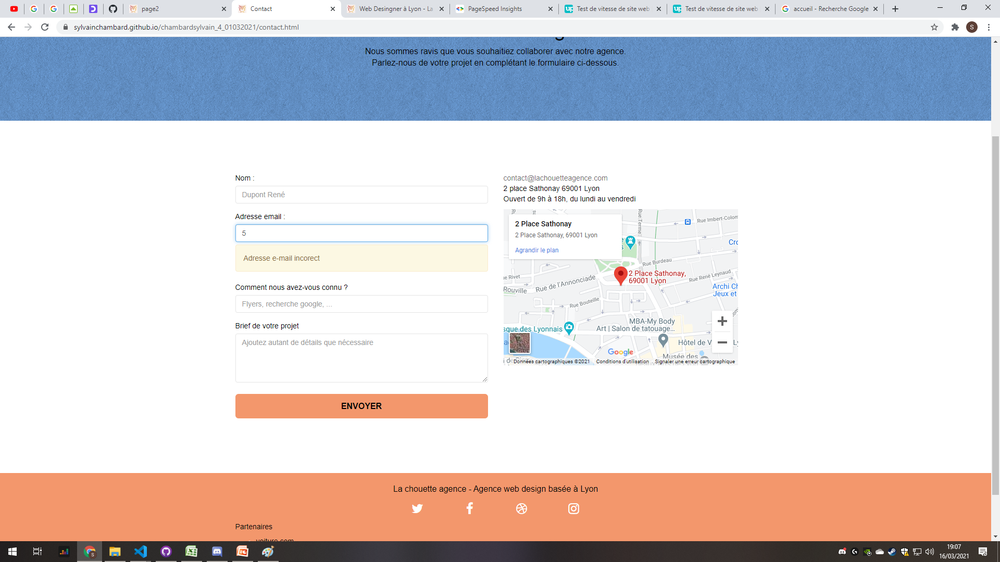 page2
Contact
Web Desingner à Lyon - La
PageSpeed Insights
Test de vitesse de site web
Test de vitesse de site web
accueil - Recherche Google
sylvainchambard.github.io/chambardsylvain_4_01032021/contact.html
S
Nous sommes ravis que vous souhaitiez collaborer avec notre agence.
Parlez-nous de votre projet en complétant le formulaire ci-dessous.
Nom :
Dupont René
Adresse email :
5
Adresse e-mail incorect
Comment nous avez-vous connu ?
Flyers, recherche google, ...
Brief de votre projet
Ajoutez autant de détails que nécessaire
ENVOYER
contact@lachouetteagence.com
2 place Sathonay 69001 Lyon
Ouvert de 9h à 18h, du lundi au vendredi
2 Place Sathonay
2 Place Sathonay, 69001 Lyon
Agrandir le plan
Rue Terme
Rue Imbert-Colom
Cro
Rue Burdeau
2 Place Sathonay,
69001 Lyon
Rue René Leynaud
Rue Rivet
Rue de l'Annonciade
Rouville
Archi Ch
Jeux et
Rue Bouteille
MBA-My Body
Art | Salon de tatouage...
sque des Lyonnais
Hôtel de V
Musée des
Google
Données cartographiques ©2021
Conditions d'utilisation
Signaler une erreur cartographique
La chouette agence - Agence web design basée à Lyon
Partenaires
voiture.com
19:07
16/03/2021